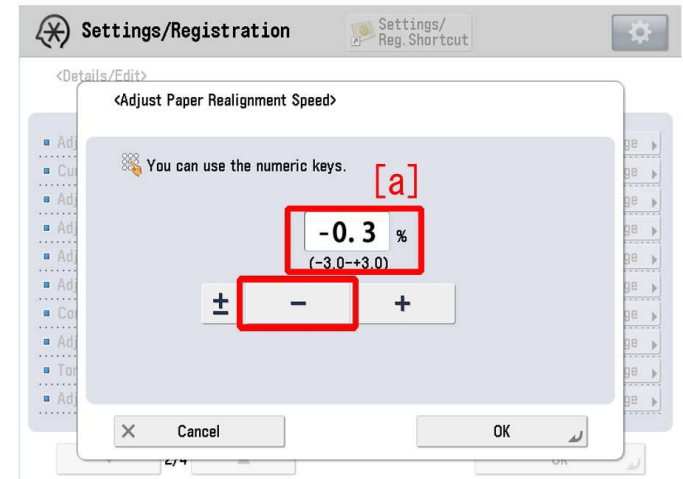 Settings/Registration
Settings/
Reg. Shortcut
<Details/Edit>
<Adjust Paper Realignment Speed>
You can use the numeric keys.
[a]
-0.3 %
(-3.0-+3.0)
± − +
Cancel
OK
2/4
OK